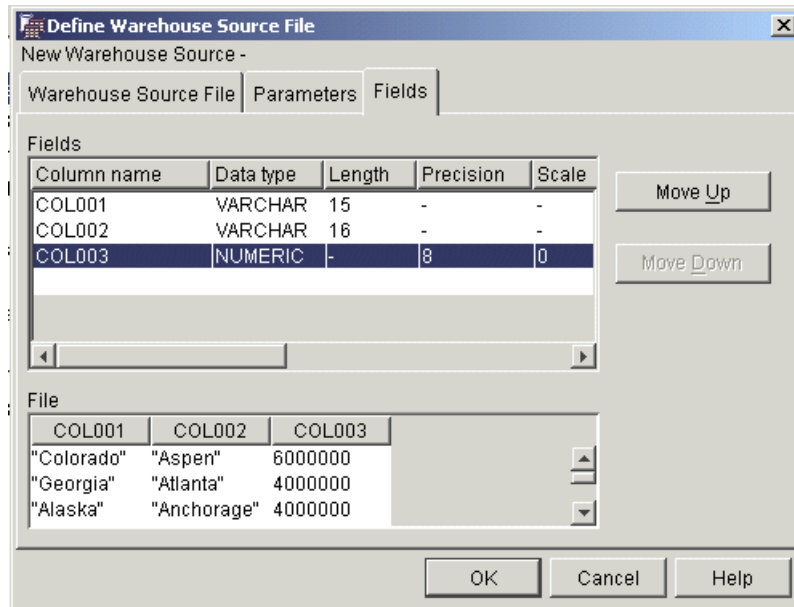 Define Warehouse Source File
New Warehouse Source -
Warehouse Source File Parameters Fields
Fields
Column name Data type Length Precision Scale
COL001 VARCHAR 15 - -
COL002 VARCHAR 16 - -
COL003 NUMERIC - 8 0
Move Up
Move Down
File
COL001 COL002 COL003
"Colorado" "Aspen" 6000000
"Georgia" "Atlanta" 4000000
"Alaska" "Anchorage" 4000000
OK Cancel Help